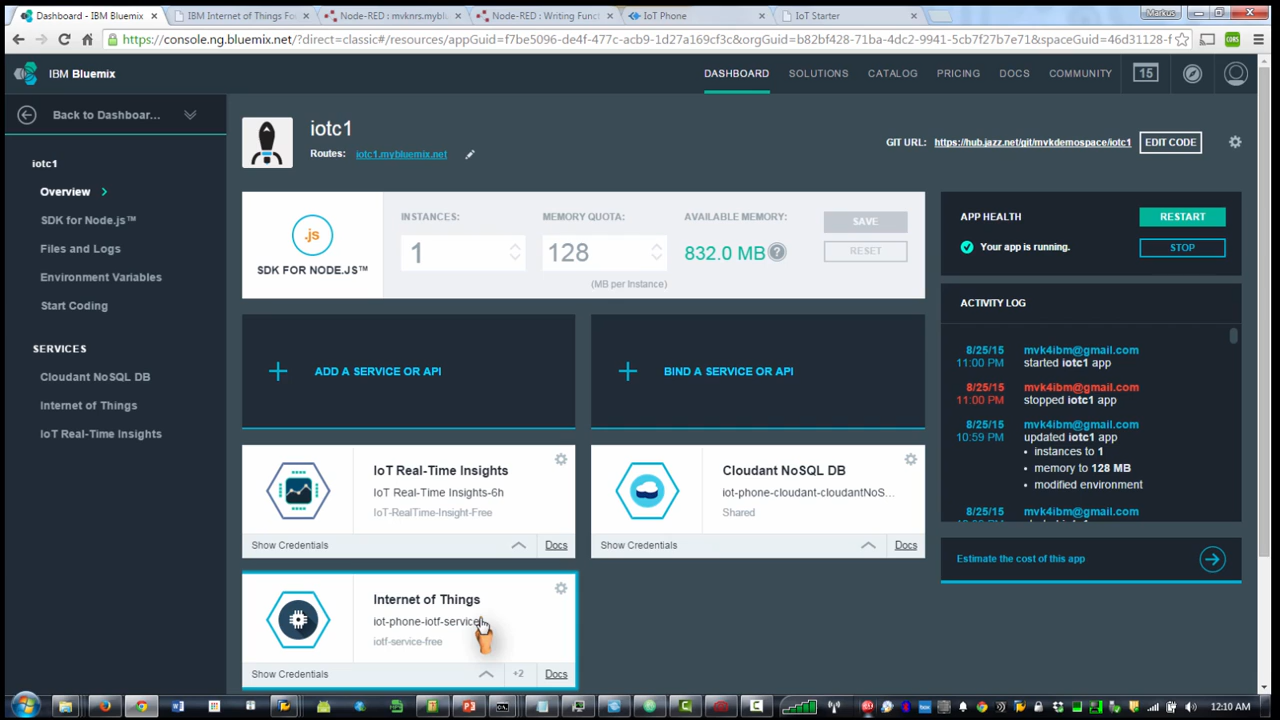 Dashboard - IBM Bluemix
IBM Internet of Things Fo
Node-RED : mvknrs.myblu
Node-RED : Writing Func
IoT Phone
IoT Starter
Markus
https://console.ng.bluemix.net/?direct=classic#/resources/appGuid=f7be5096-de4f-477c-acb9-1d27a169cf3c&orgGuid=b82bf428-71ba-4dc2-9941-5cb7f27b7e71&spaceGuid=46d31128-f
CORS
IBM Bluemix
DASHBOARD
SOLUTIONS
CATALOG
PRICING
DOCS
COMMUNITY
15
Back to Dashboar...
iotc1
Overview
SDK for Node.js™
Files and Logs
Environment Variables
Start Coding
SERVICES
Cloudant NoSQL DB
Internet of Things
IoT Real-Time Insights
iotc1
Routes: iotc1.mybluemix.net
GIT URL: https://hub.jazz.net/git/mvkdemospace/iotc1
EDIT CODE
.js
SDK FOR NODE.JS™
INSTANCES:
1
MEMORY QUOTA:
128
(MB per Instance)
AVAILABLE MEMORY:
832.0 MB ?
SAVE
RESET
ADD A SERVICE OR API
BIND A SERVICE OR API
IoT Real-Time Insights
IoT Real-Time Insights-6h
IoT-RealTime-Insight-Free
Show Credentials
Docs
Cloudant NoSQL DB
iot-phone-cloudant-cloudantNoS...
Shared
Show Credentials
Docs
Internet of Things
iot-phone-iotf-service
iotf-service-free
Show Credentials
+2
Docs
APP HEALTH
RESTART
Your app is running.
STOP
ACTIVITY LOG
8/25/15 mvk4ibm@gmail.com
11:00 PM started iotc1 app
8/25/15 mvk4ibm@gmail.com
11:00 PM stopped iotc1 app
8/25/15 mvk4ibm@gmail.com
10:59 PM updated iotc1 app
• instances to 1
• memory to 128 MB
• modified environment
8/25/15 mvk4ibm@gmail.com
Estimate the cost of this app
12:10 AM